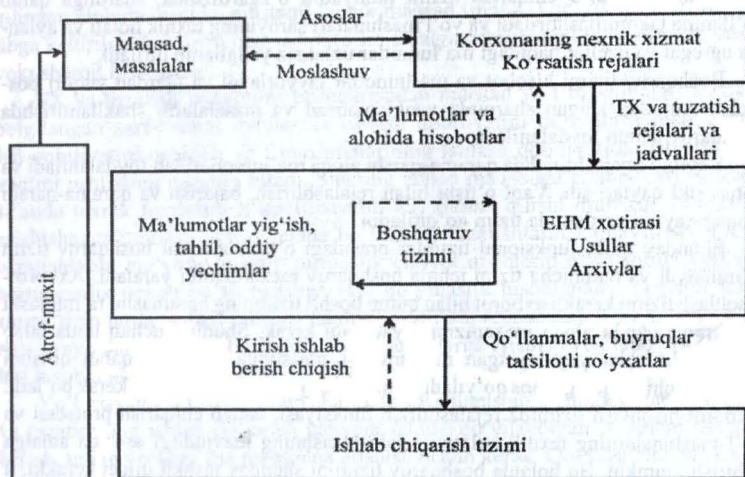 Asoslar
Maqsad,
Masalalar
Moslashuv
Korxonaning nexnik xizmat
Ko‘rsatish rejalari
Ma’lumotlar va
alohida hisobotlar
TX va tuzatish
rejalari va
jadvallari
Atrof-muxit
Ma’lumotlar yig‘ish,
tahlil, oddiy
yechimlar
Boshqaruv
tizimi
EHM xotirasi
Usullar
Arxivlar
Kirish ishlab
berish chiqish
Qo‘llanmalar, buyruqlar
tafsilotli ro‘yxatlar
Ishlab chiqarish tizimi